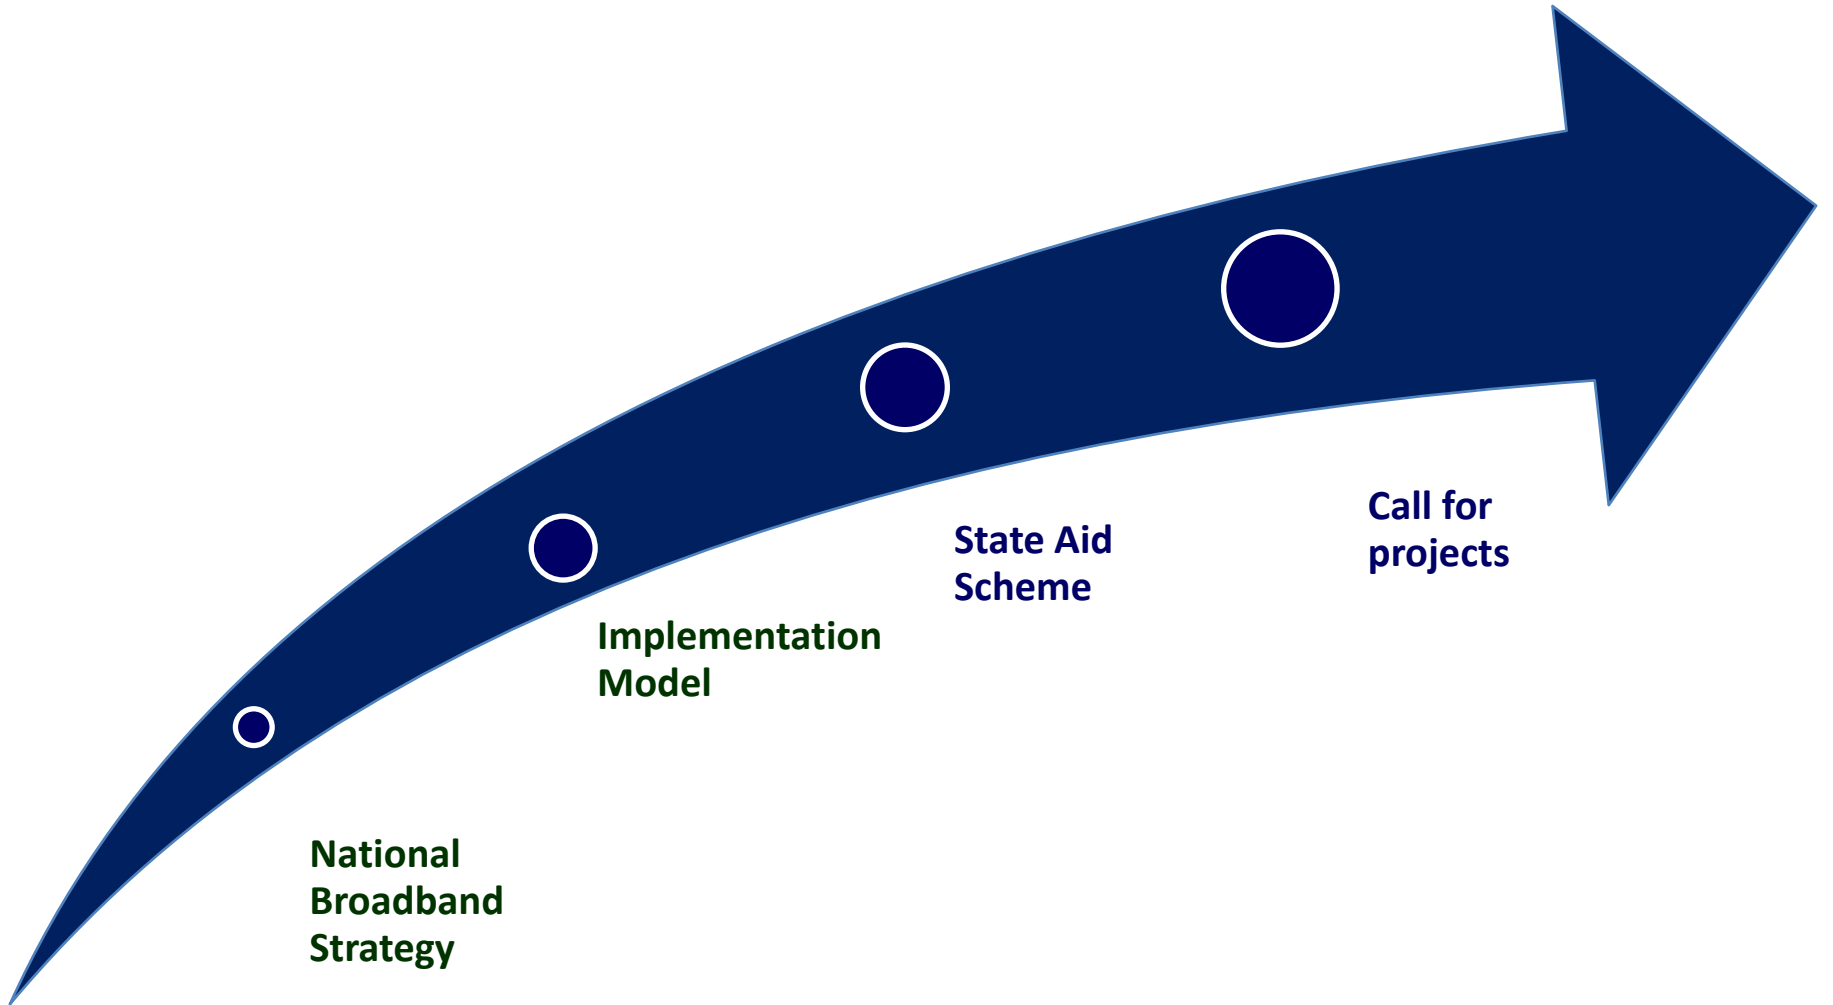 National
Broadband
Strategy
Implementation
Model
State Aid
Scheme
Call for
projects